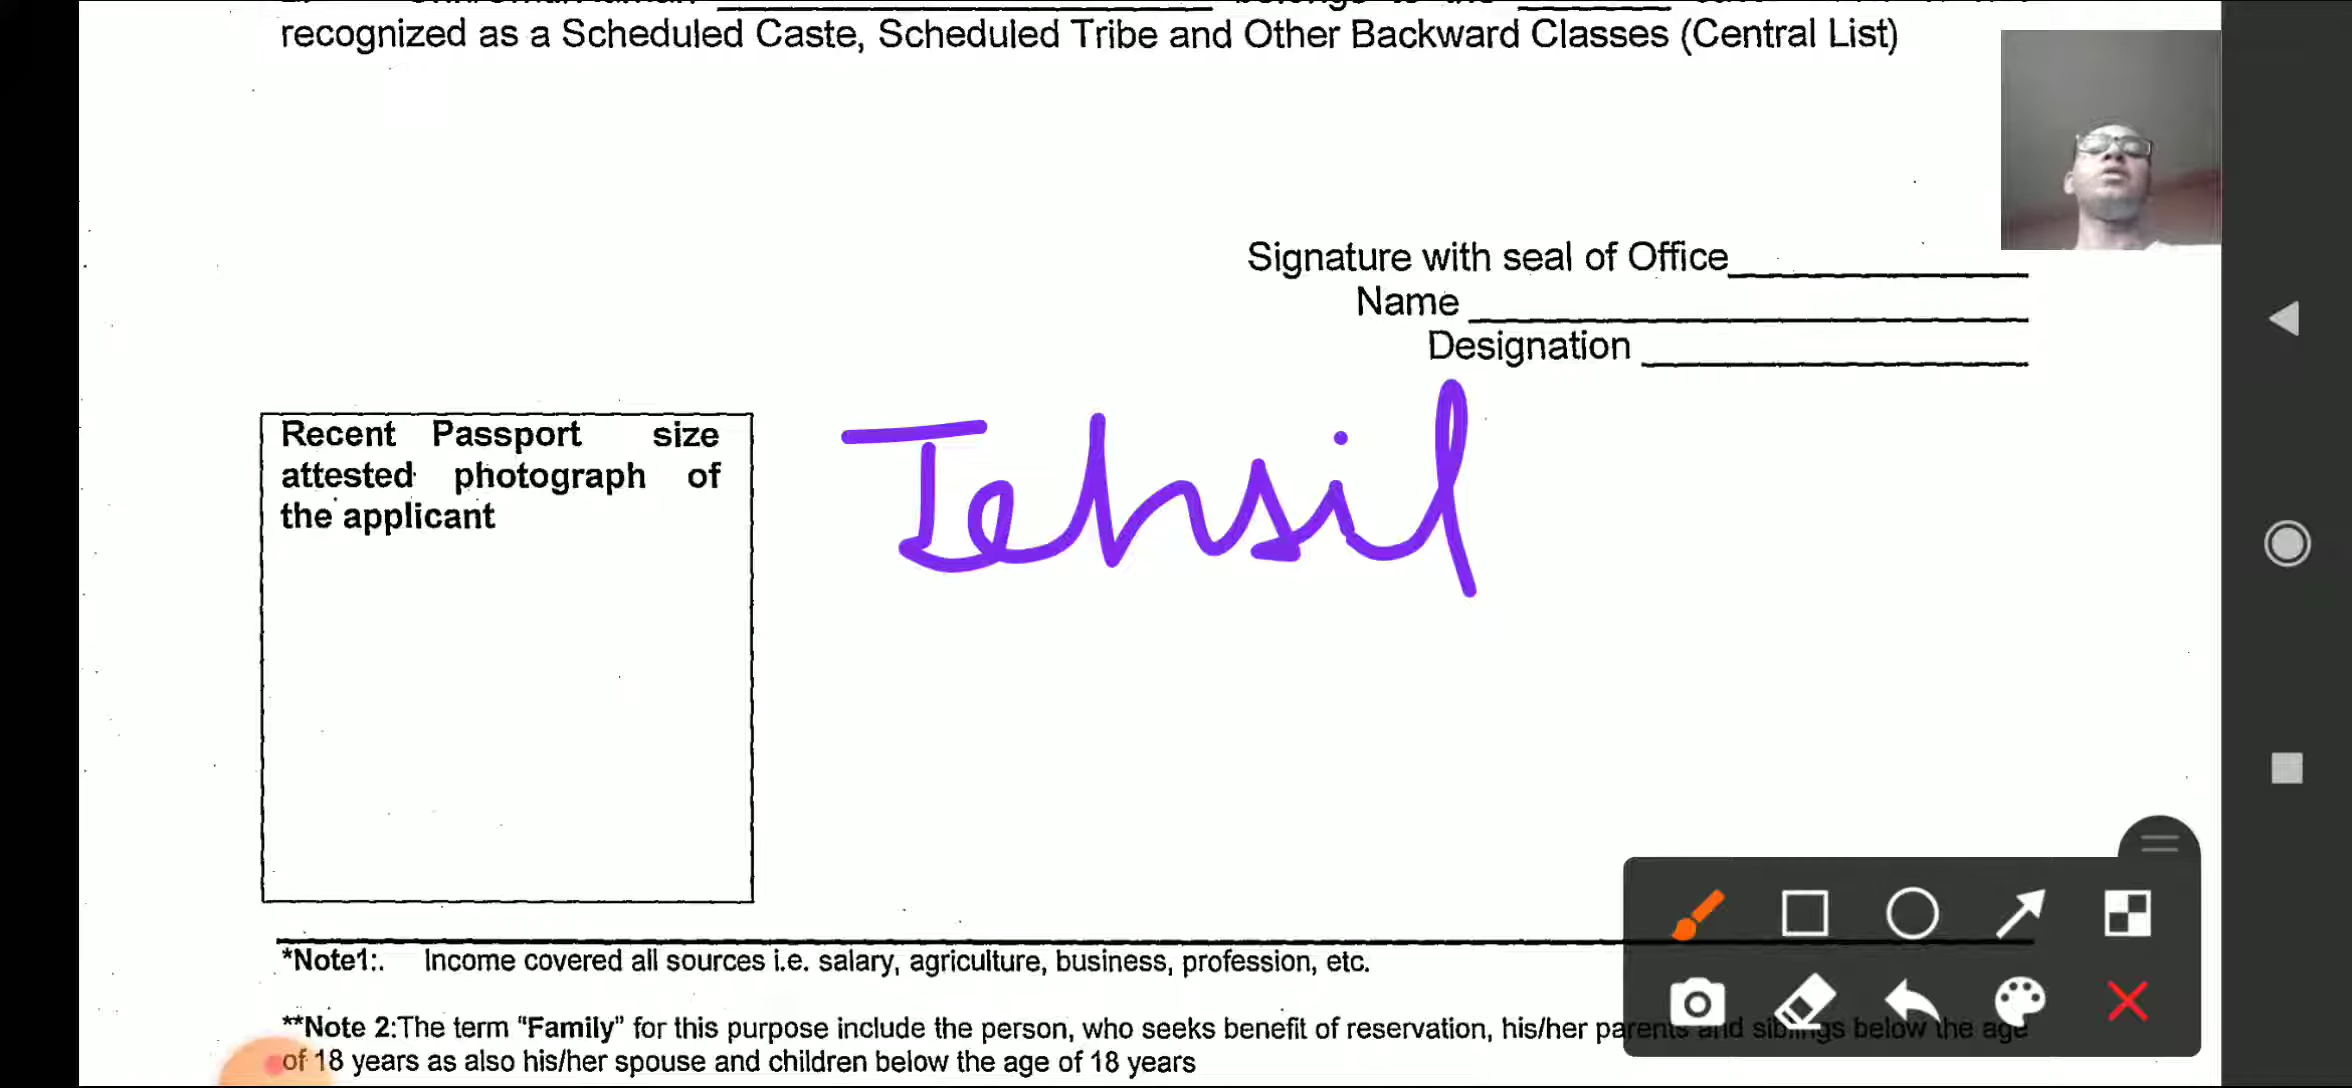 recognized as a Scheduled Caste, Scheduled Tribe and Other Backward Classes (Central List)
Signature with seal of Office
Name
Designation
Recent Passport size
attested photograph of
the applicant
Tehsil
*Note1:. Income covered all sources i.e. salary, agriculture, business, profession, etc.
**Note 2:The term "Family" for this purpose include the person, who seeks benefit of reservation, his/her parents and siblings below the age
of 18 years as also his/her spouse and children below the age of 18 years